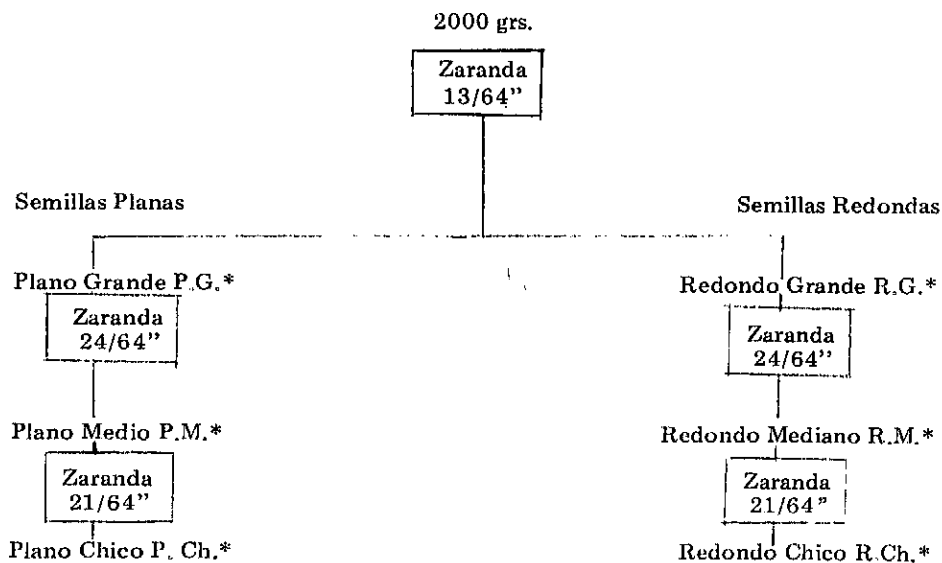 2000 grs.
Zaranda
13/64”
Semillas Planas
Semillas Redondas
Plano Grande P.G.*
Redondo Grande R.G.*
Zaranda
24/64”
Zaranda
24/64”
Plano Medio P.M.*
Redondo Mediano R.M.*
Zaranda
21/64”
Zaranda
21/64”
Plano Chico P. Ch.*
Redondo Chico R.Ch.*